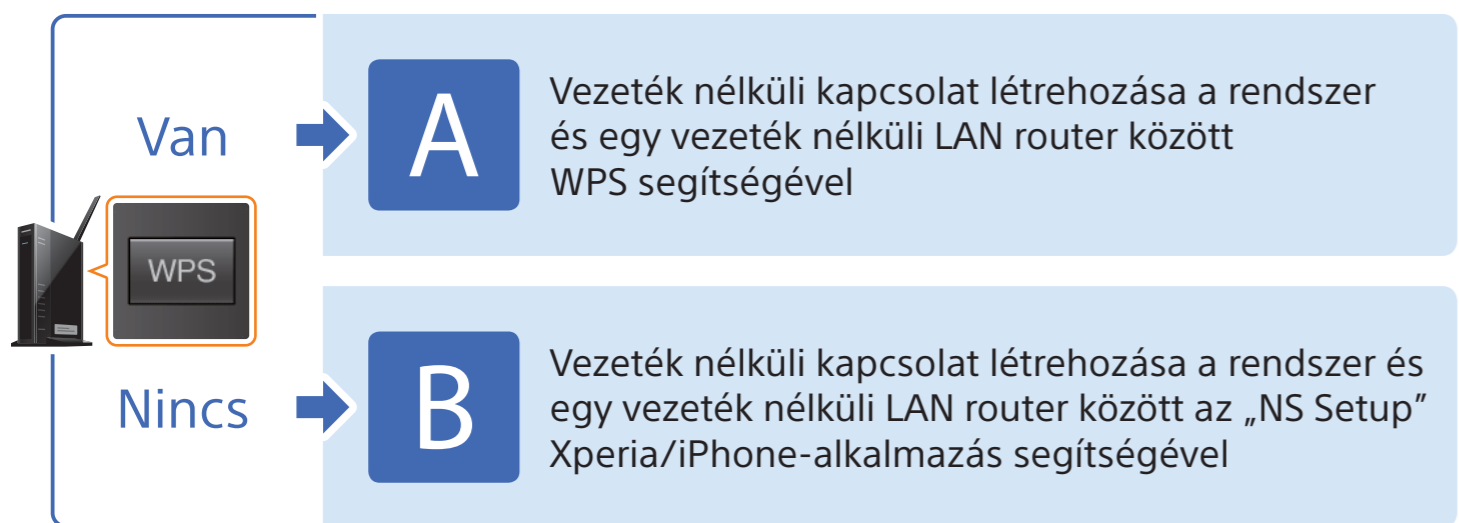 Van
A
Vezeték nélküli kapcsolat létrehozása a rendszer
és egy vezeték nélküli LAN router között
WPS segítségével
WPS
Nincs
B
Vezeték nélküli kapcsolat létrehozása a rendszer és
egy vezeték nélküli LAN router között az „NS Setup”
Xperia/iPhone-alkalmazás segítségével